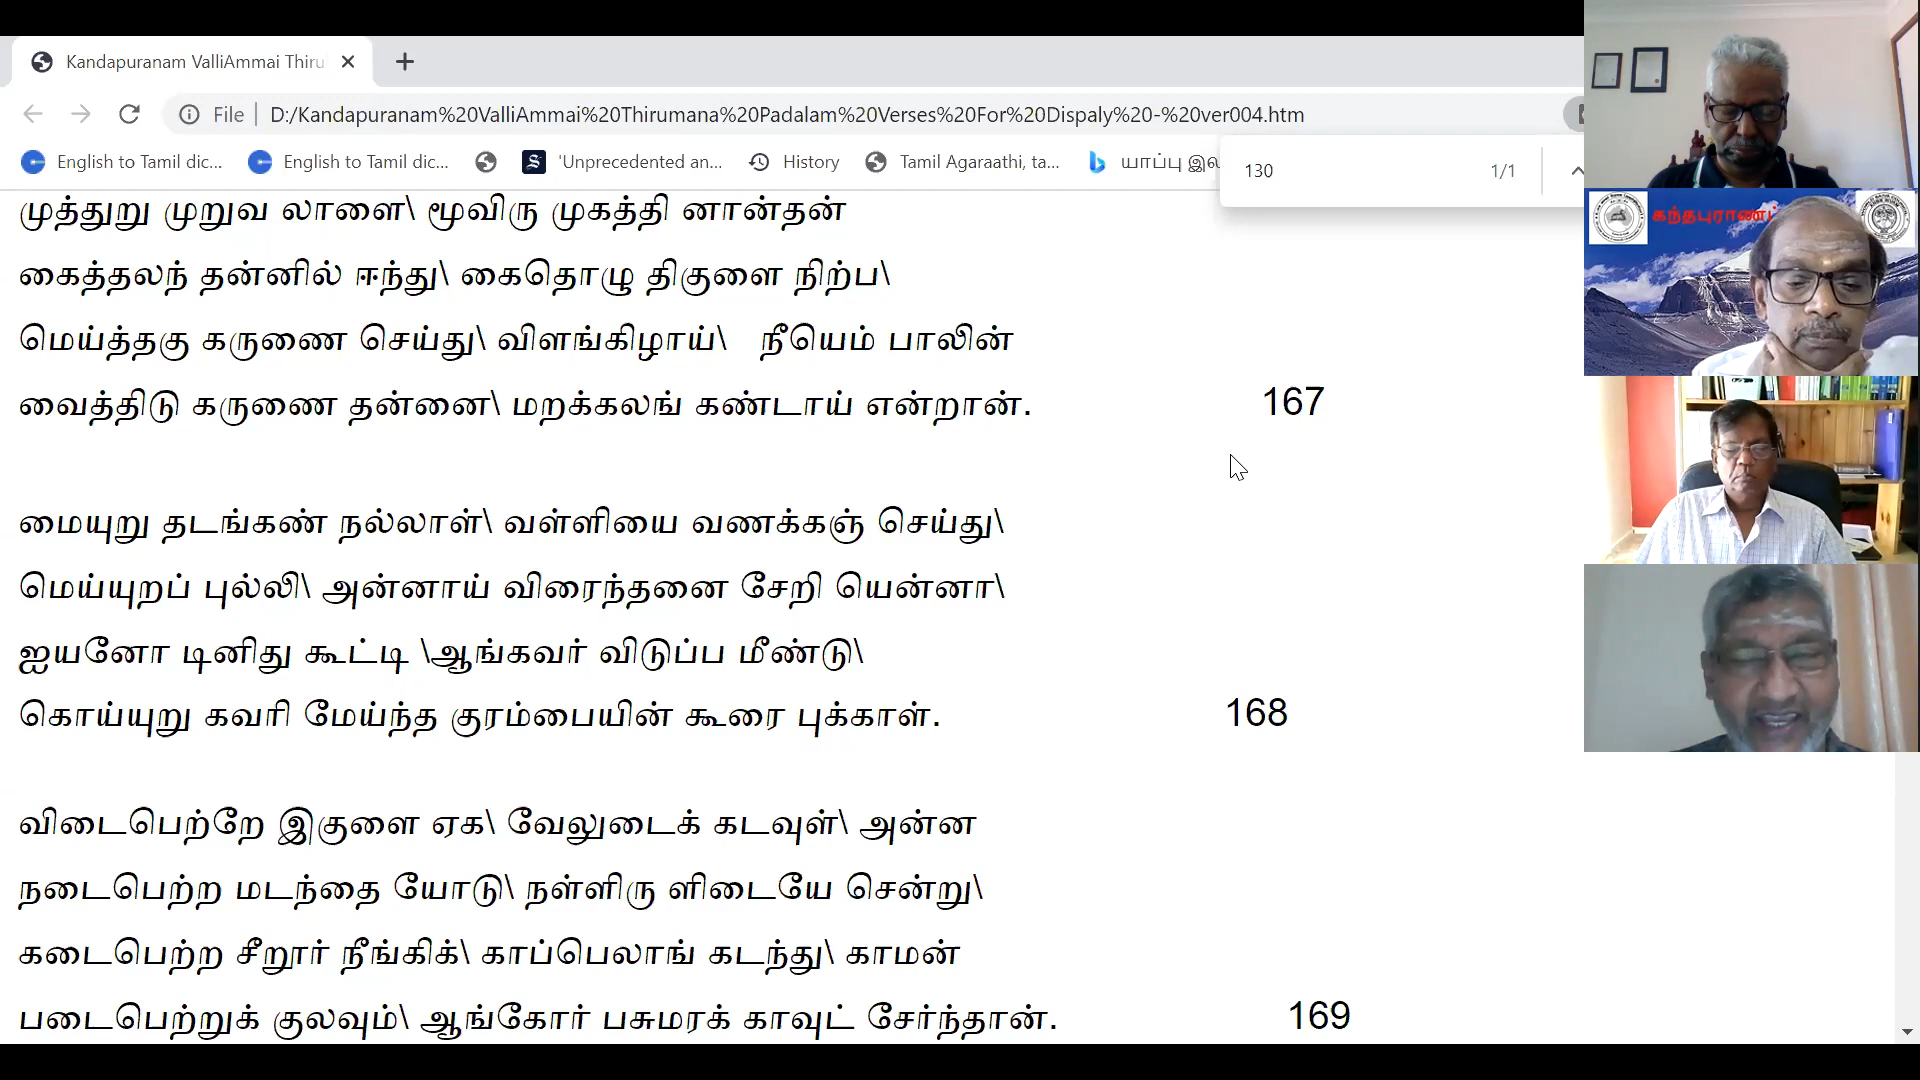 Kandapuranam ValliAmmai Thiru
File D:/Kandapuranam%20ValliAmmai%20Thirumana%20Padalam%20Verses%20For%20Dispaly%20-%20ver004.htm
English to Tamil dic... English to Tamil dic... 'Unprecedented an... History Tamil Agaraathi, ta... யாப்பு
130 1/1
கந்தபுராணப்
முத்துறு முறுவ லாளை\ மூவிரு முகத்தி னான்தன்
கைத்தலந் தன்னில் ஈந்து\ கைதொழு திகுளை நிற்ப\
மெய்த்தகு கருணை செய்து\ விளங்கிழாய்\ நீயெம் பாலின்
வைத்திடு கருணை தன்னை\ மறக்கலங் கண்டாய் என்றான். 167
மையுறு தடங்கண் நல்லாள்\ வள்ளியை வணக்கஞ் செய்து\
மெய்யுறப் புல்லி\ அன்னாய் விரைந்தனை சேறி யென்னா\
ஐயனோ டினிது கூட்டி \ஆங்கவர் விடுப்ப மீண்டு\
கொய்யுறு கவரி மேய்ந்த குரம்பையின் கூரை புக்காள். 168
விடைபெற்றே இகுளை ஏக\ வேலுடைக் கடவுள்\ அன்ன
நடைபெற்ற மடந்தை யோடு\ நள்ளிரு ளிடையே சென்று\
கடைபெற்ற சீறூர் நீங்கிக்\ காப்பெலாங் கடந்து\ காமன்
படைபெற்றுக் குலவும்\ ஆங்கோர் பசுமரக் காவுட் சேர்ந்தான். 169